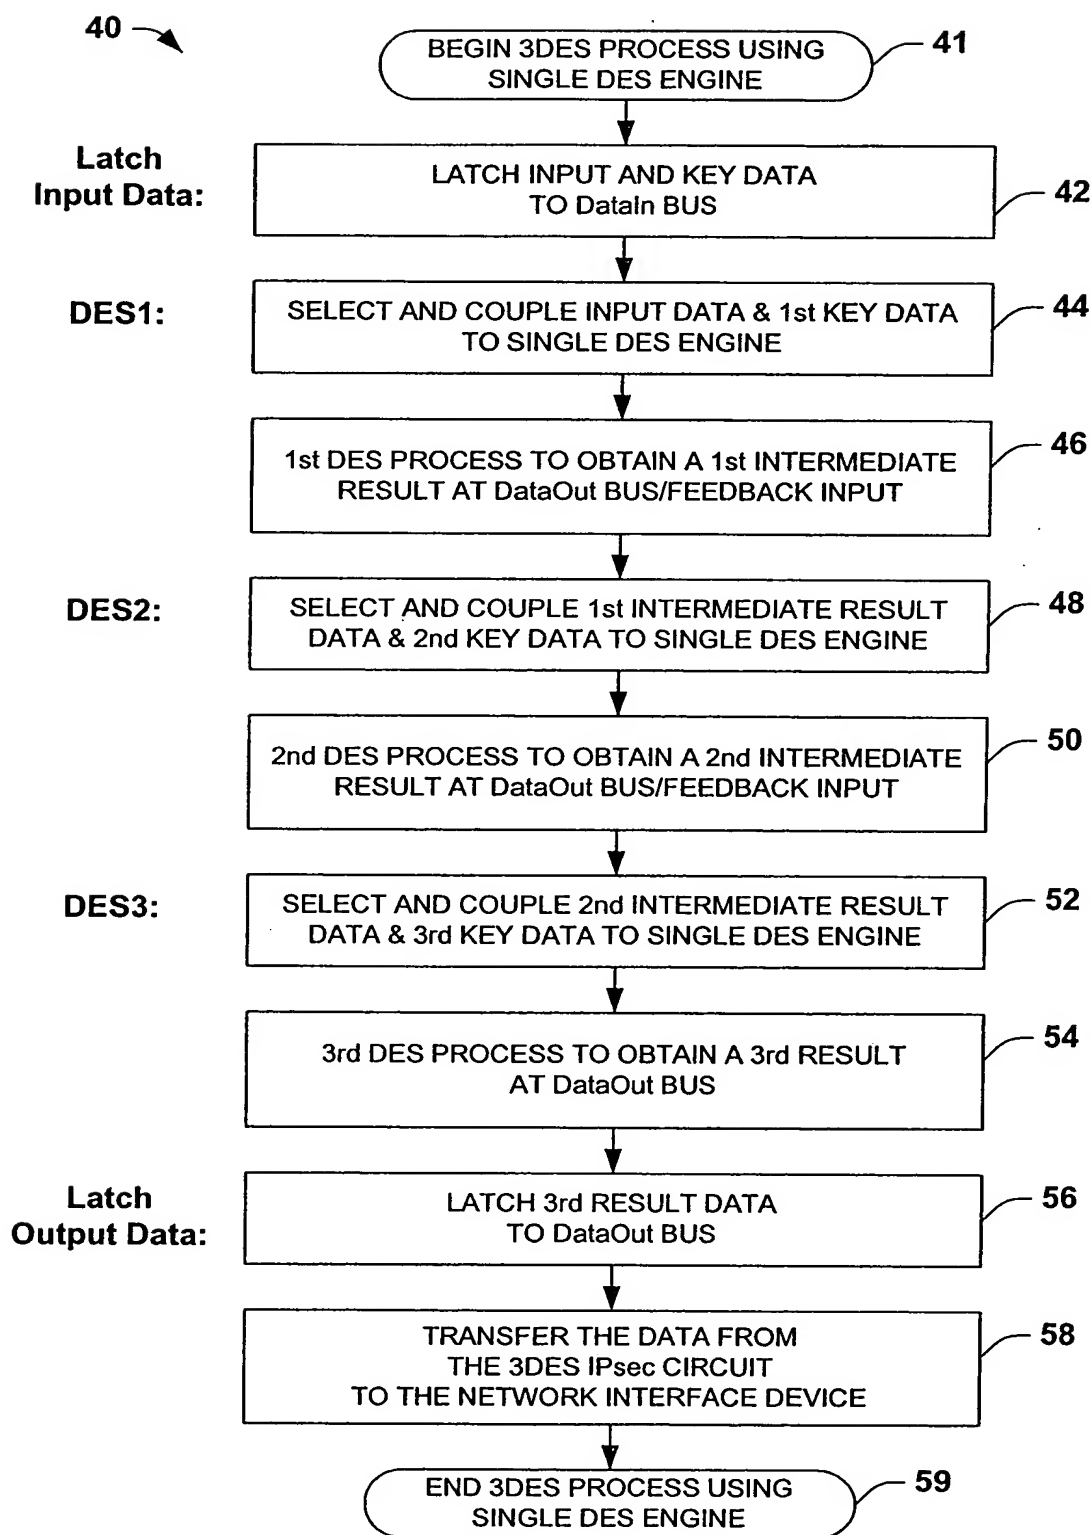 40
BEGIN 3DES PROCESS USING
SINGLE DES ENGINE
41
Latch
Input Data:
LATCH INPUT AND KEY DATA
TO DataIn BUS
42
DES1:
SELECT AND COUPLE INPUT DATA & 1st KEY DATA
TO SINGLE DES ENGINE
44
1st DES PROCESS TO OBTAIN A 1st INTERMEDIATE
RESULT AT DataOut BUS/FEEDBACK INPUT
46
DES2:
SELECT AND COUPLE 1st INTERMEDIATE RESULT
DATA & 2nd KEY DATA TO SINGLE DES ENGINE
48
2nd DES PROCESS TO OBTAIN A 2nd INTERMEDIATE
RESULT AT DataOut BUS/FEEDBACK INPUT
50
DES3:
SELECT AND COUPLE 2nd INTERMEDIATE RESULT
DATA & 3rd KEY DATA TO SINGLE DES ENGINE
52
3rd DES PROCESS TO OBTAIN A 3rd RESULT
AT DataOut BUS
54
Latch
Output Data:
LATCH 3rd RESULT DATA
TO DataOut BUS
56
TRANSFER THE DATA FROM
THE 3DES IPsec CIRCUIT
TO THE NETWORK INTERFACE DEVICE
58
END 3DES PROCESS USING
SINGLE DES ENGINE
59